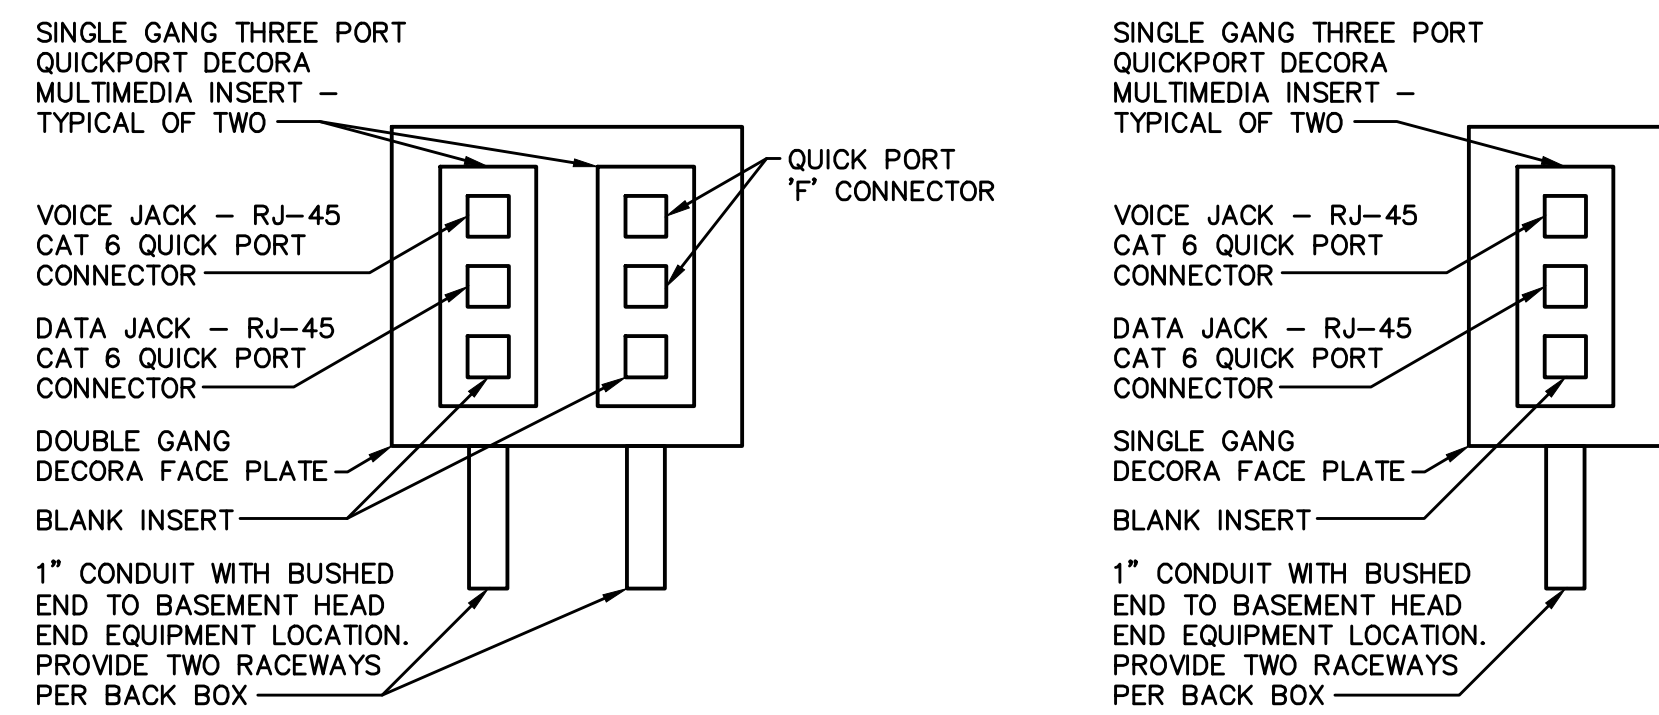 SINGLE GANG THREE PORT
QUICKPORT DECORA
MULTIMEDIA INSERT –
TYPICAL OF TWO
VOICE JACK – RJ–45
CAT 6 QUICK PORT
CONNECTOR
DATA JACK – RJ–45
CAT 6 QUICK PORT
CONNECTOR
DOUBLE GANG
DECORA FACE PLATE
BLANK INSERT
1" CONDUIT WITH BUSHED
END TO BASEMENT HEAD
END EQUIPMENT LOCATION.
PROVIDE TWO RACEWAYS
PER BACK BOX
QUICK PORT
'F' CONNECTOR
SINGLE GANG THREE PORT
QUICKPORT DECORA
MULTIMEDIA INSERT –
TYPICAL OF TWO
VOICE JACK – RJ–45
CAT 6 QUICK PORT
CONNECTOR
DATA JACK – RJ–45
CAT 6 QUICK PORT
CONNECTOR
SINGLE GANG
DECORA FACE PLATE
BLANK INSERT
1" CONDUIT WITH BUSHED
END TO BASEMENT HEAD
END EQUIPMENT LOCATION.
PROVIDE TWO RACEWAYS
PER BACK BOX